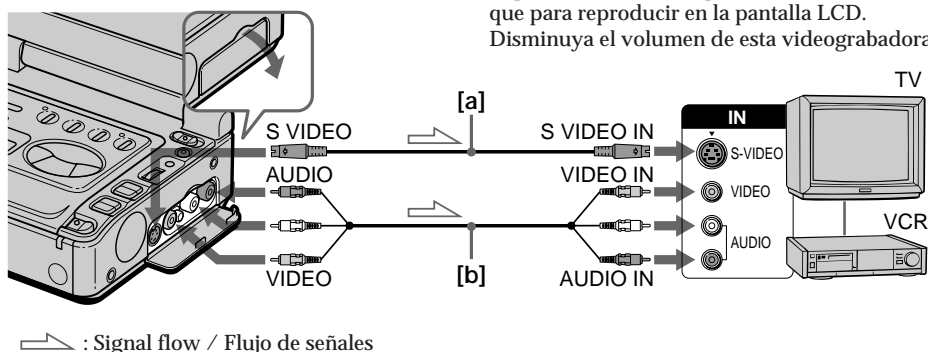 que para reproducir en la pantalla LCD.
Disminuya el volumen de esta videograbadora
TV
[a]
IN
S VIDEO
S VIDEO IN
S-VIDEO
AUDIO
VIDEO IN
VIDEO
VCR
AUDIO
VIDEO
[b]
AUDIO IN
: Signal flow / Flujo de señales